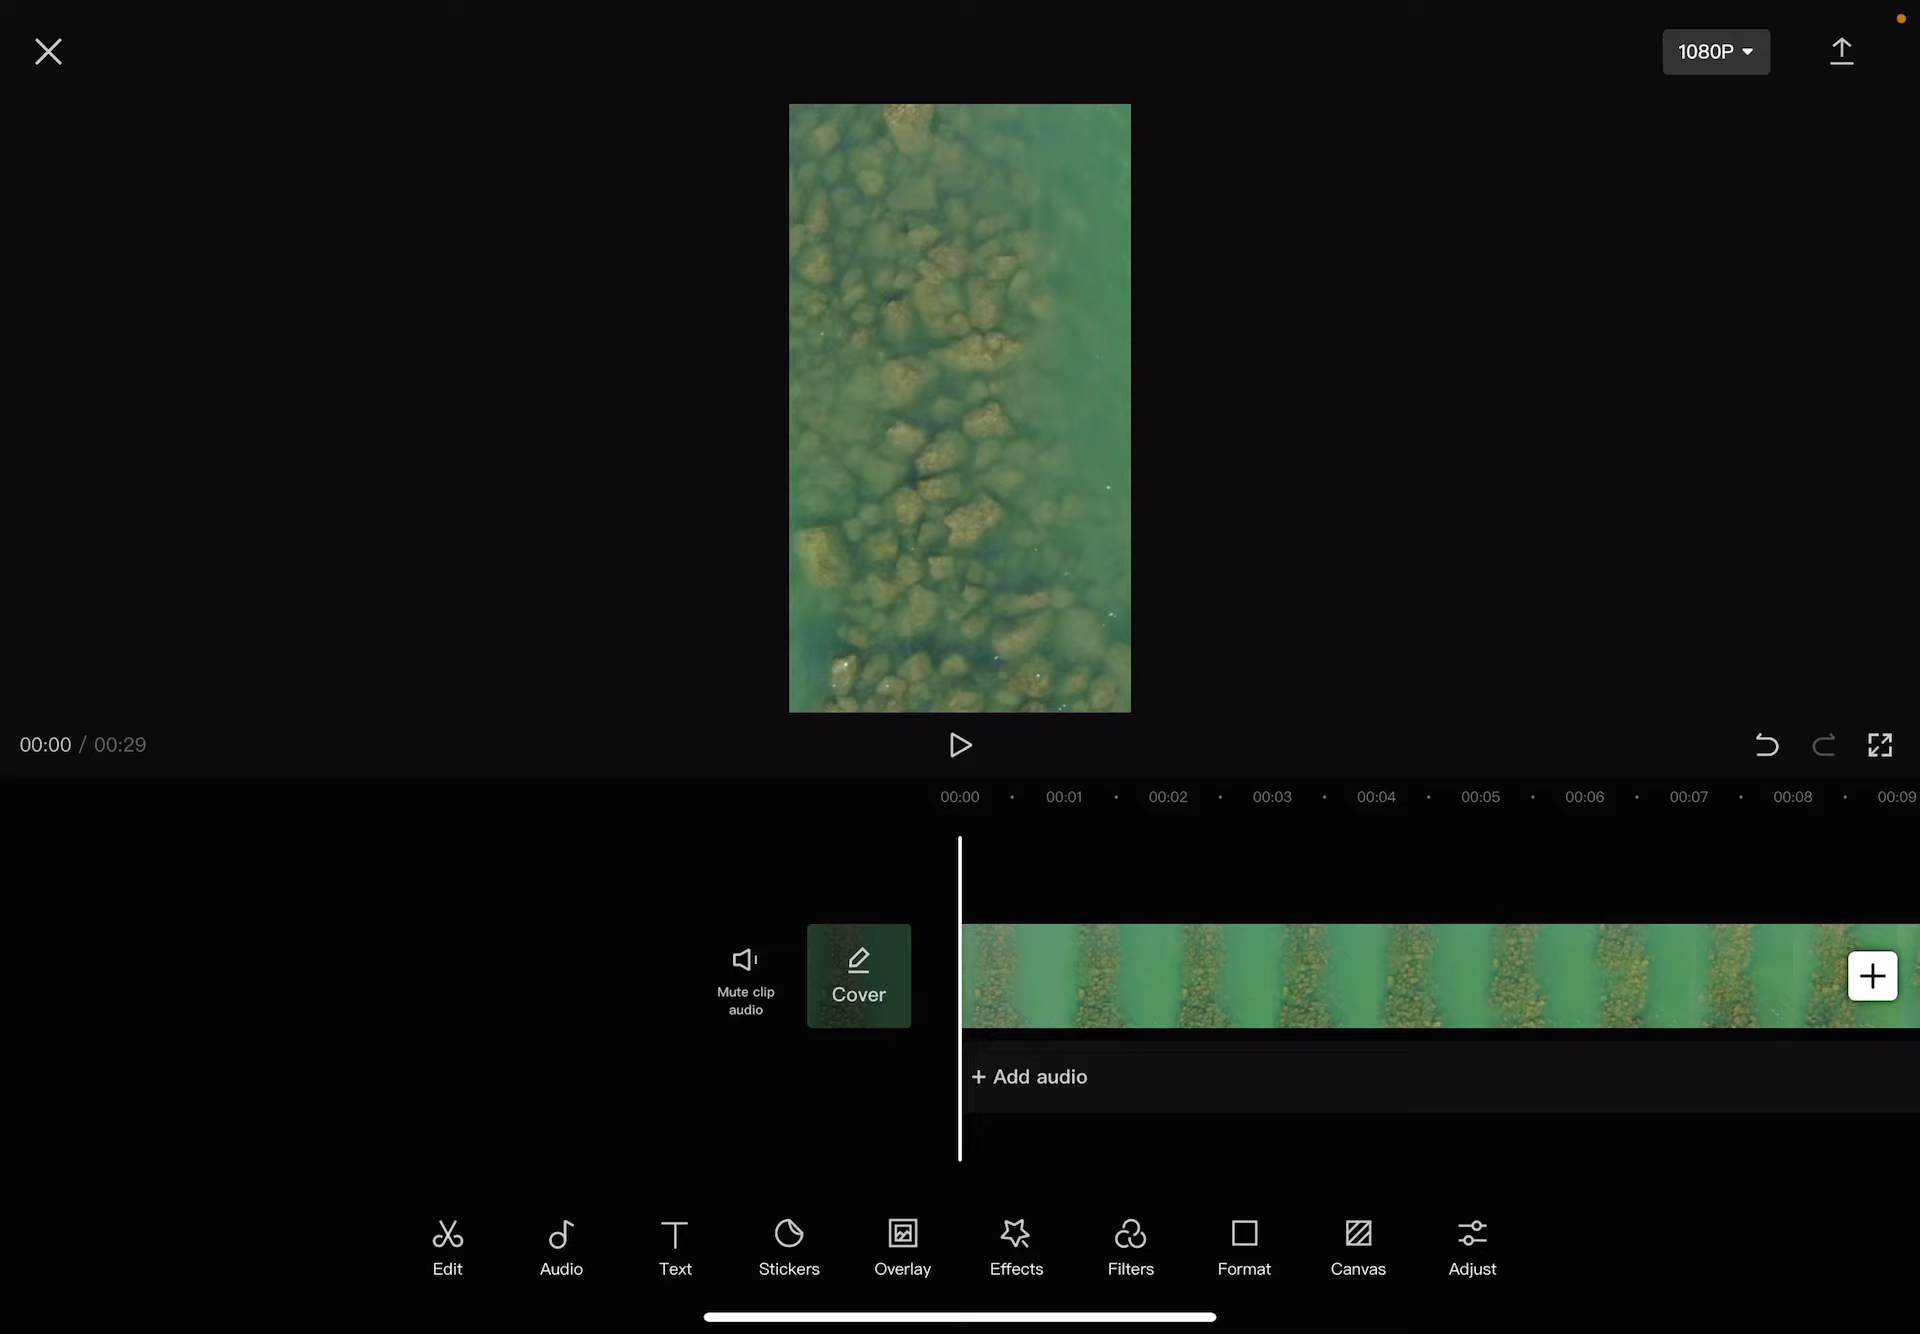 1080P
00:00 / 00:29
00:00 00:01 00:02 00:03 00:04 00:05 00:06 00:07 00:08 00:09
Mute clip
audio
Cover
+ Add audio
Edit Audio Text Stickers Overlay Effects Filters Format Canvas Adjust